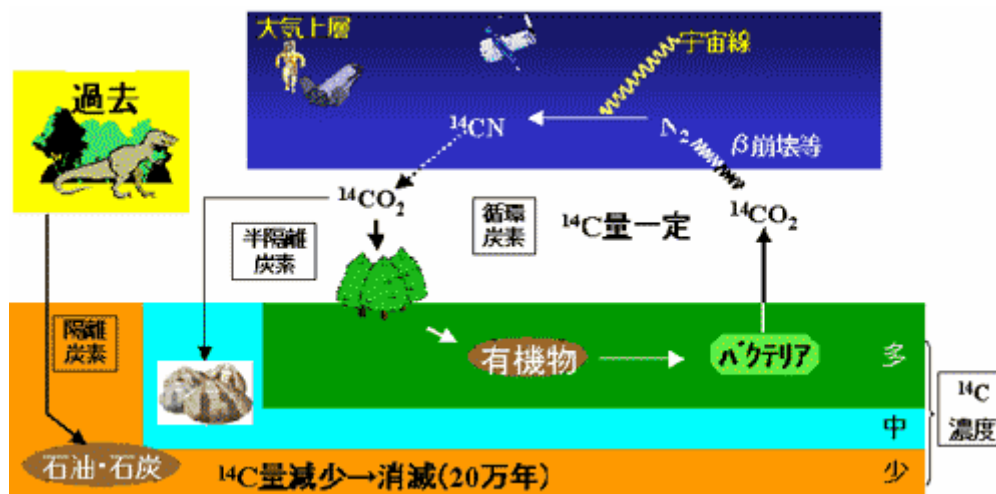 大気上層
宇宙線
過去
¹⁴CN
N₂
β崩壊等
¹⁴CO₂
循環
炭素
¹⁴C量一定
¹⁴CO₂
半隔離
炭素
隔離
炭素
有機物
バクテリア
多
¹⁴C
濃度
中
石油・石炭
¹⁴C量減少→消滅(20万年)
少